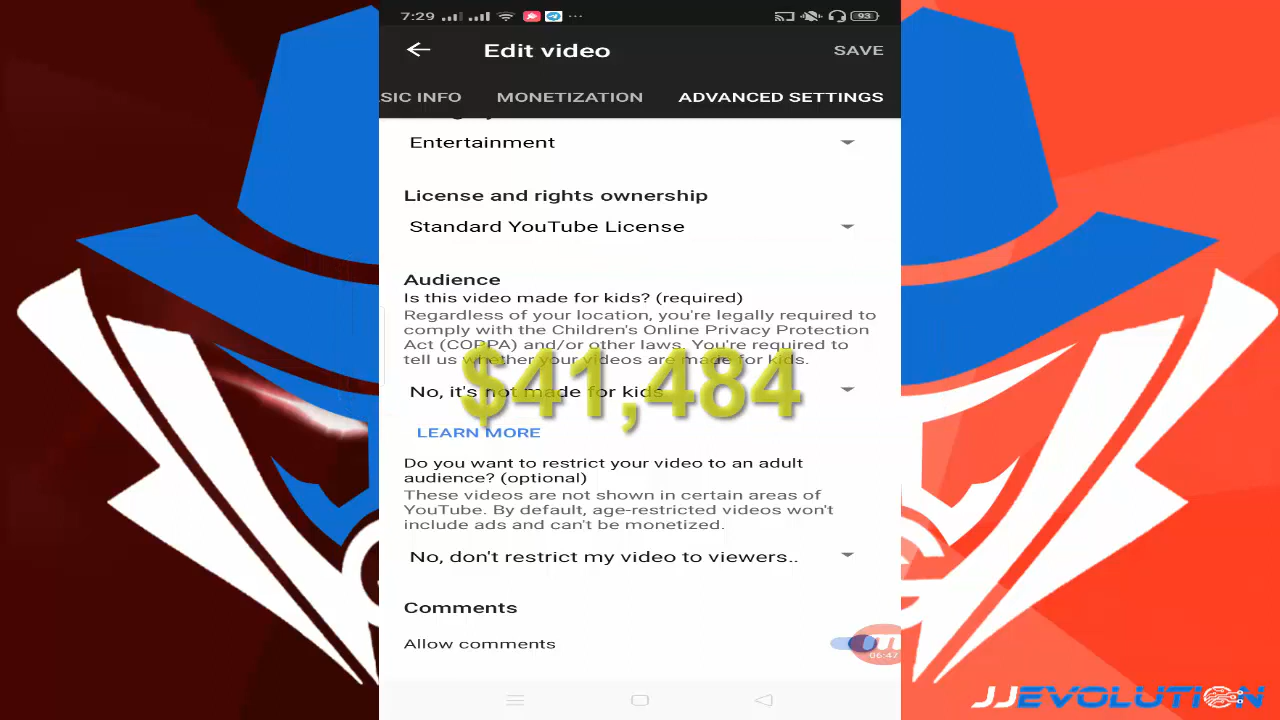 7:29
93
Edit video
SAVE
SIC INFO
MONETIZATION
ADVANCED SETTINGS
Entertainment
License and rights ownership
Standard YouTube License
Audience
Is this video made for kids? (required)
Regardless of your location, you're legally required to
comply with the Children's Online Privacy Protection
Act (COPPA) and/or other laws. You're required to
tell us whether your videos are made for kids.
$41,484
No, it's not made for kids
LEARN MORE
Do you want to restrict your video to an adult
audience? (optional)
These videos are not shown in certain areas of
YouTube. By default, age-restricted videos won't
include ads and can't be monetized.
No, don't restrict my video to viewers..
Comments
Allow comments
06:42
JJEVOLUTION